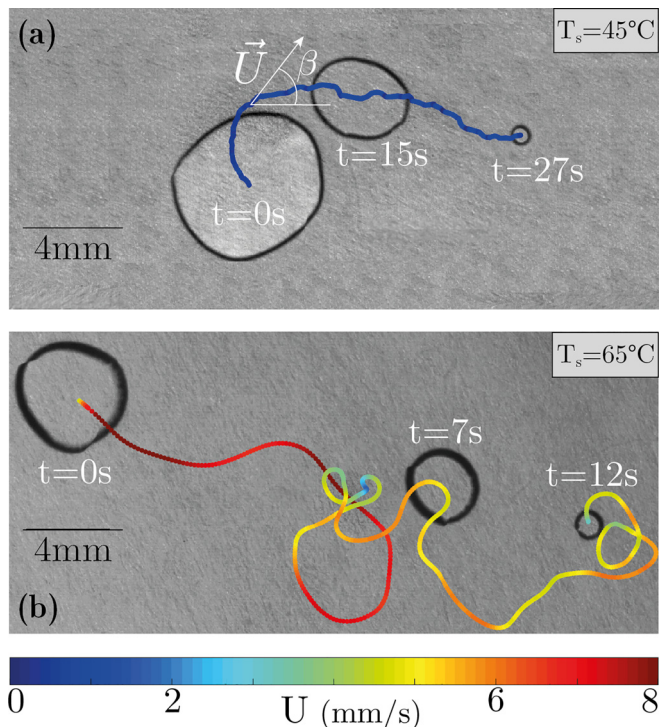 (a)
T_s=45°C
U⃗
β
t=15s
t=0s
t=27s
4mm
T_s=65°C
t=7s
t=0s
t=12s
4mm
(b)
0 2 4 6 8
U (mm/s)